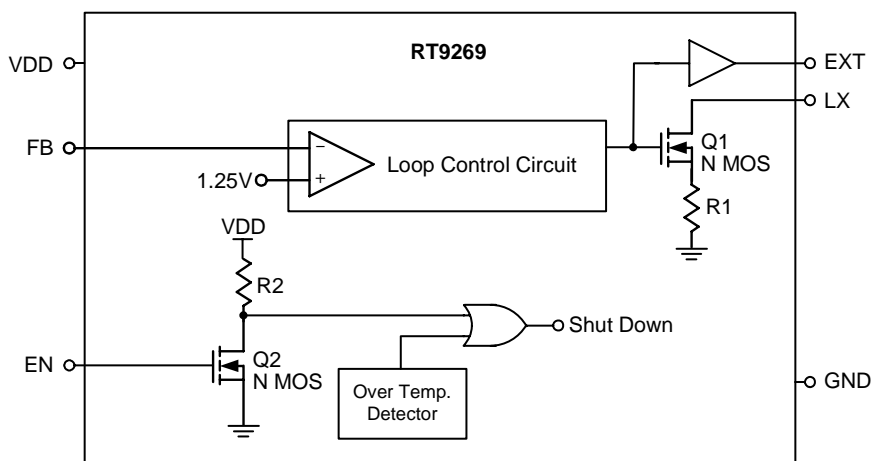 RT9269
VDD
EXT
LX
FB
−
+
1.25V
Loop Control Circuit
Q1
N MOS
R1
VDD
R2
Shut Down
EN
Q2
N MOS
Over Temp.
Detector
GND